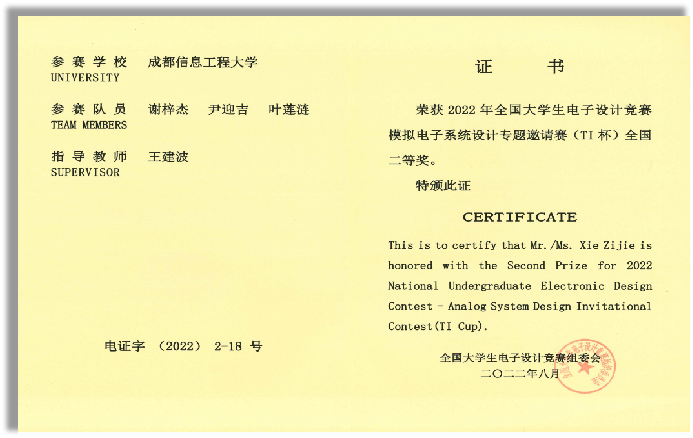 参 赛 学 校 成都信息工程大学
UNIVERSITY
参 赛 队 员 谢梓杰 尹迎吉 叶莲涟
TEAM MEMBERS
指 导 教 师 王建波
SUPERVISOR
电证字 （2022） 2-18 号
证 书
荣获 2022 年全国大学生电子设计竞赛
模拟电子系统设计专题邀请赛（TI 杯）全国
二等奖。
特颁此证
CERTIFICATE
This is to certify that Mr./Ms. Xie Zijie is
honored with the Second Prize for 2022
National Undergraduate Electronic Design
Contest - Analog System Design Invitational
Contest(TI Cup).
全国大学生电子设计竞赛组委会
二〇二二年八月